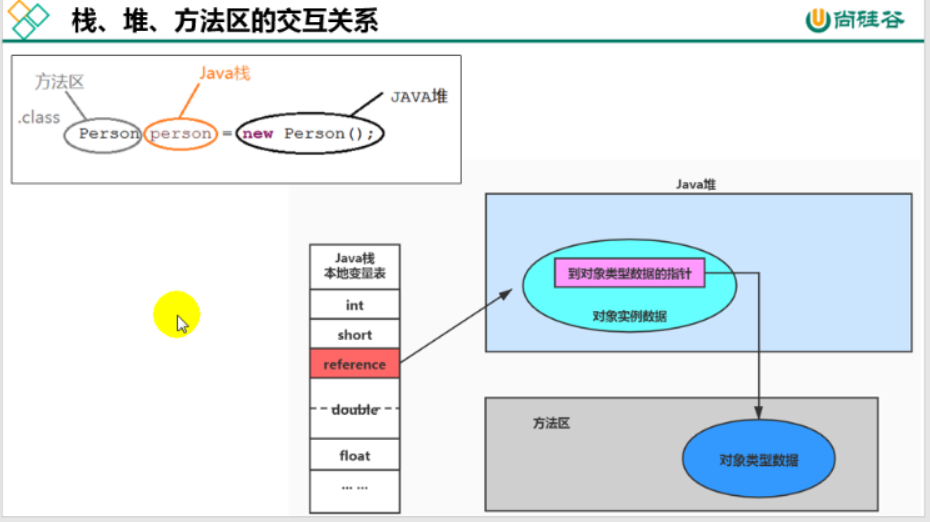 栈、堆、方法区的交互关系
尚硅谷
方法区
Java栈
JAVA堆
.class
Person person = new Person();
Java堆
Java栈
本地变量表
int
short
reference
double
float
... ...
到对象类型数据的指针
对象实例数据
方法区
对象类型数据